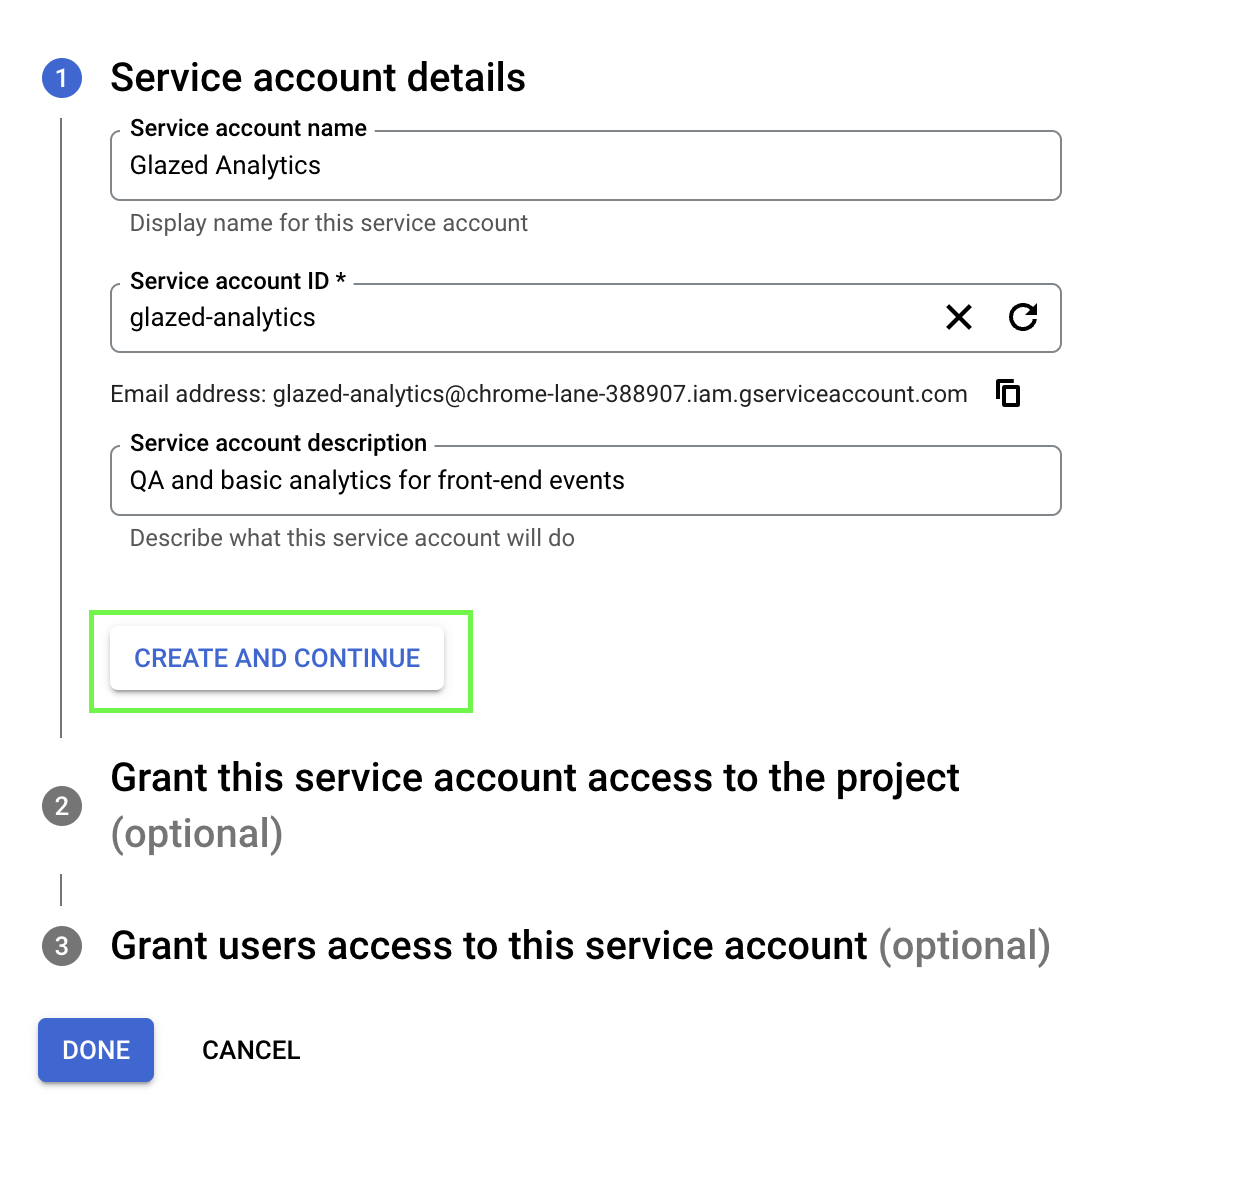 1 Service account details
Service account name
Glazed Analytics
Display name for this service account
Service account ID *
glazed-analytics
Email address: glazed-analytics@chrome-lane-388907.iam.gserviceaccount.com
Service account description
QA and basic analytics for front-end events
Describe what this service account will do
CREATE AND CONTINUE
2 Grant this service account access to the project
(optional)
3 Grant users access to this service account (optional)
DONE CANCEL